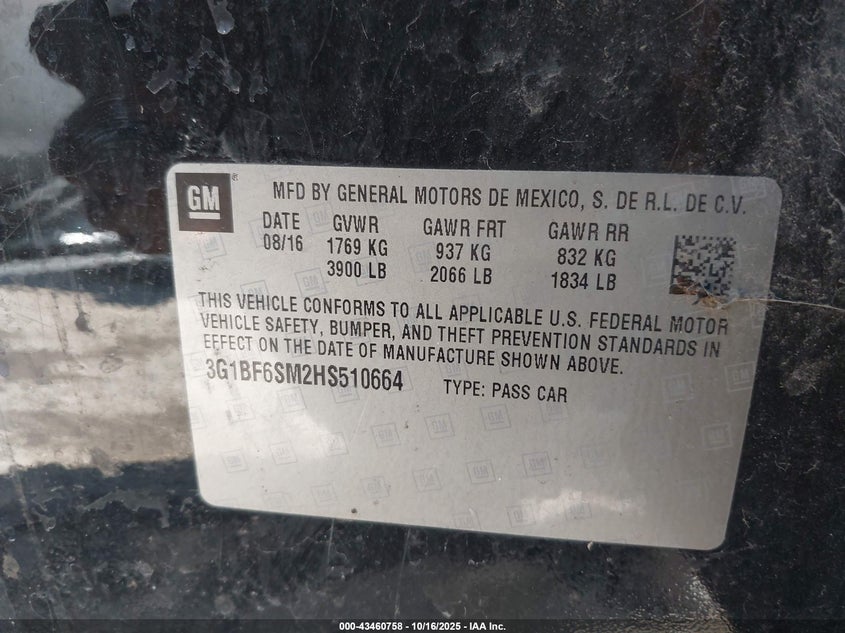 GM
MFD BY GENERAL MOTORS DE MEXICO, S. DE R.L. DE C.V.
DATE GVWR GAWR FRT GAWR RR
08/16 1769 KG 937 KG 832 KG
3900 LB 2066 LB 1834 LB
THIS VEHICLE CONFORMS TO ALL APPLICABLE U.S. FEDERAL MOTOR
VEHICLE SAFETY, BUMPER, AND THEFT PREVENTION STANDARDS IN
EFFECT ON THE DATE OF MANUFACTURE SHOWN ABOVE.
3G1BF6SM2HS510664 TYPE: PASS CAR
000-43460758 - 10/16/2025 - IAA Inc.